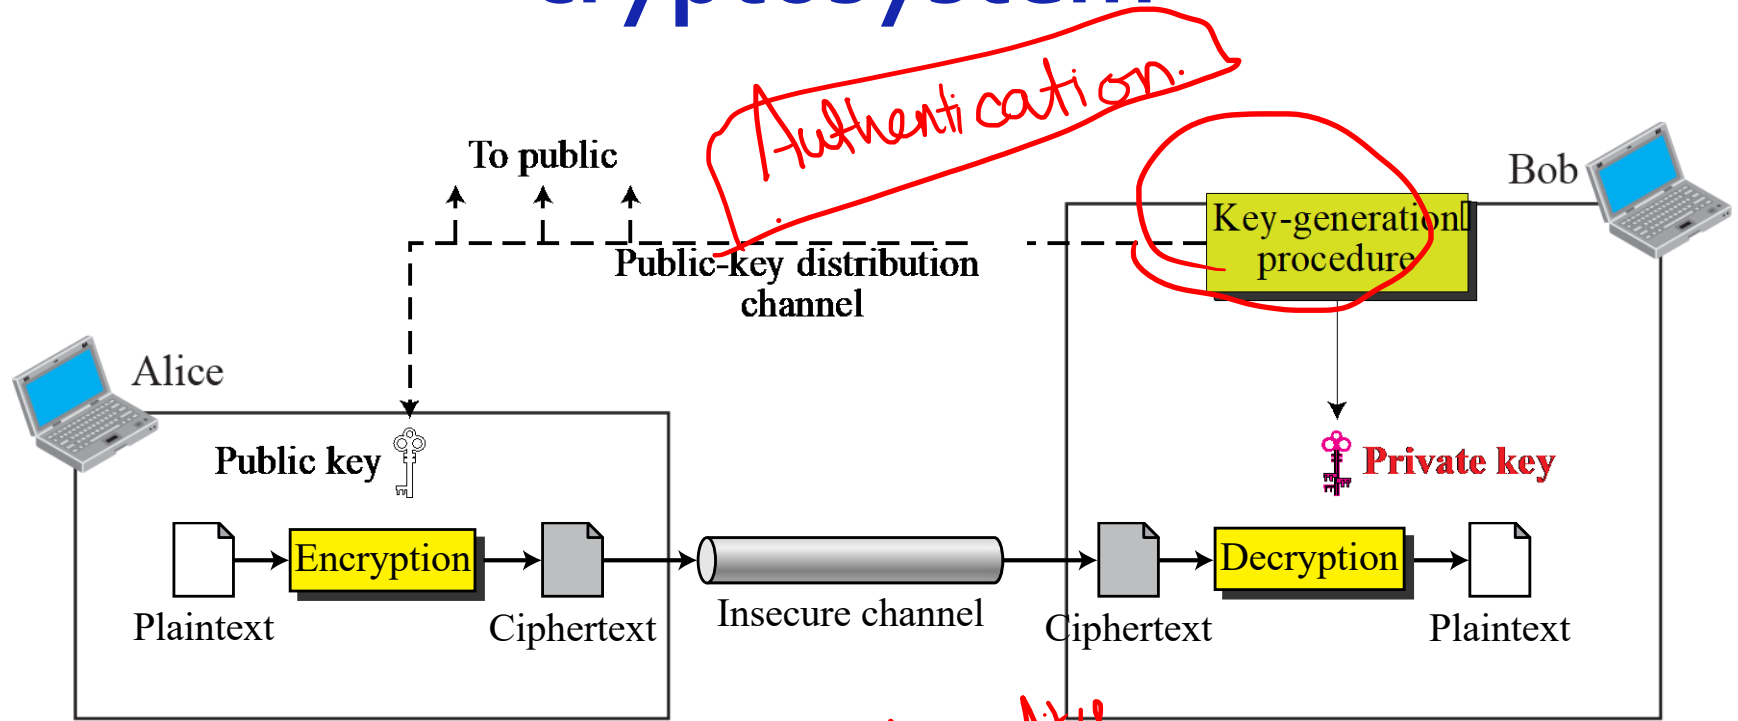 cryptosystem
Authentication.
To public
Bob
Key-generation
procedure
Public-key distribution
channel
Alice
Public key
Private key
Encryption
Decryption
Plaintext
Ciphertext
Insecure channel
Ciphertext
Plaintext